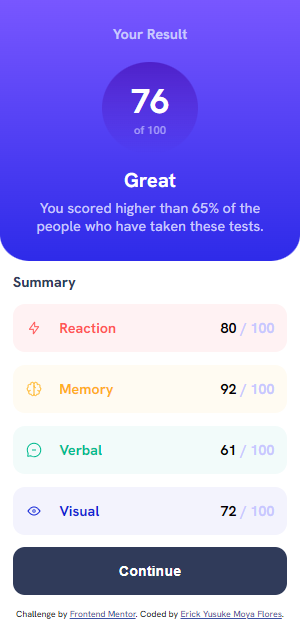 Your Result
76
of 100
Great
You scored higher than 65% of the
people who have taken these tests.
Summary
Reaction 80 / 100
Memory 92 / 100
Verbal 61 / 100
Visual 72 / 100
Continue
Challenge by Frontend Mentor. Coded by Erick Yusuke Moya Flores.